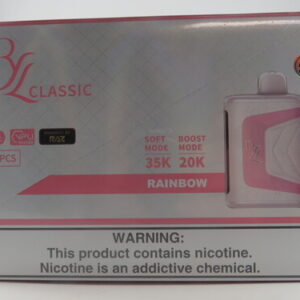 BL CLASSIC
PCS
SOFT MODE
BOOST MODE
35K
20K
RAINBOW
WARNING:
This product contains nicotine.
Nicotine is an addictive chemical.